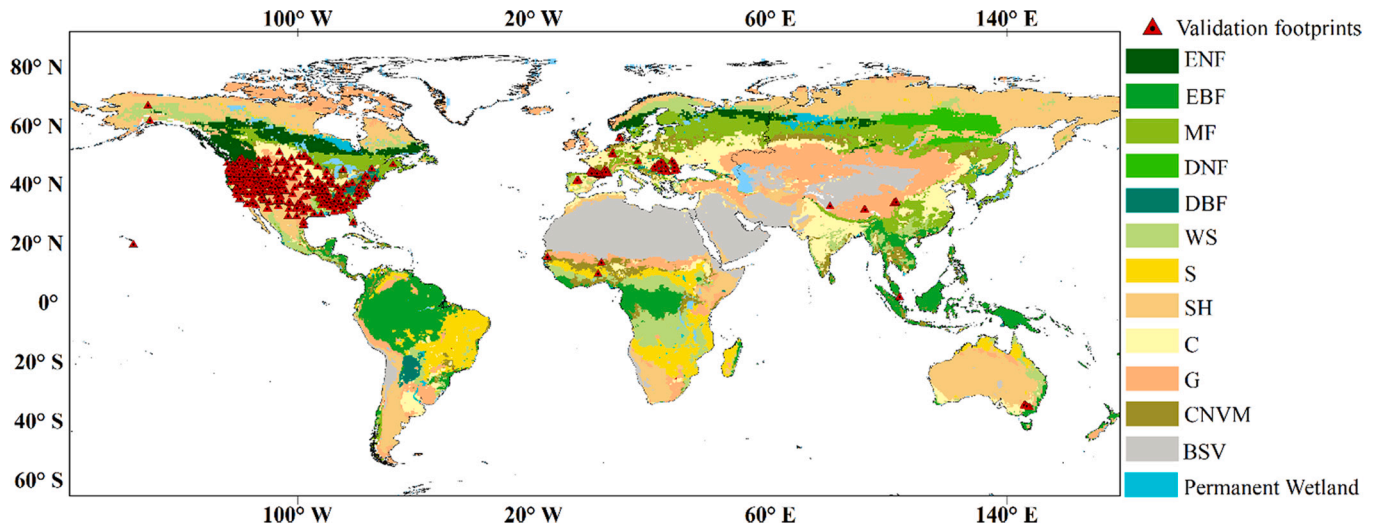 100° W 20° W 60° E 140° E
80° N
60° N
40° N
20° N
0°
20° S
40° S
60° S
100° W 20° W 60° E 140° E
Validation footprints
ENF
EBF
MF
DNF
DBF
WS
S
SH
C
G
CNVM
BSV
Permanent Wetland